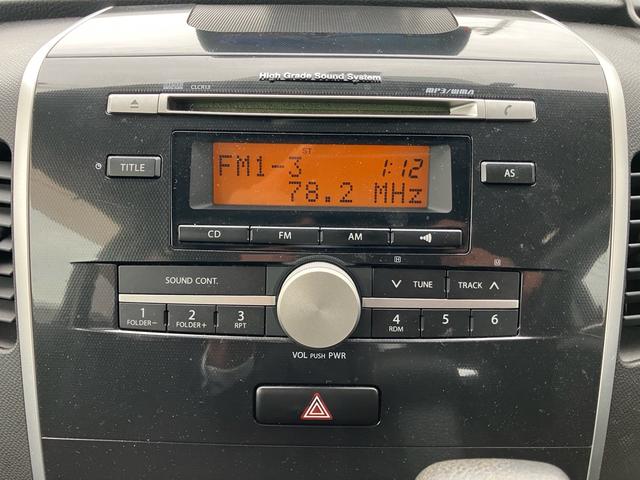 High Grade Sound System
CLCR13
MP3/WMA
TITLE
ST
FM1-3 1:12
78.2 MHz
AS
CD FM AM
SOUND CONT.
TUNE TRACK
1 2 3 4 5 6
FOLDER- FOLDER+ RPT RDM
VOL PUSH PWR